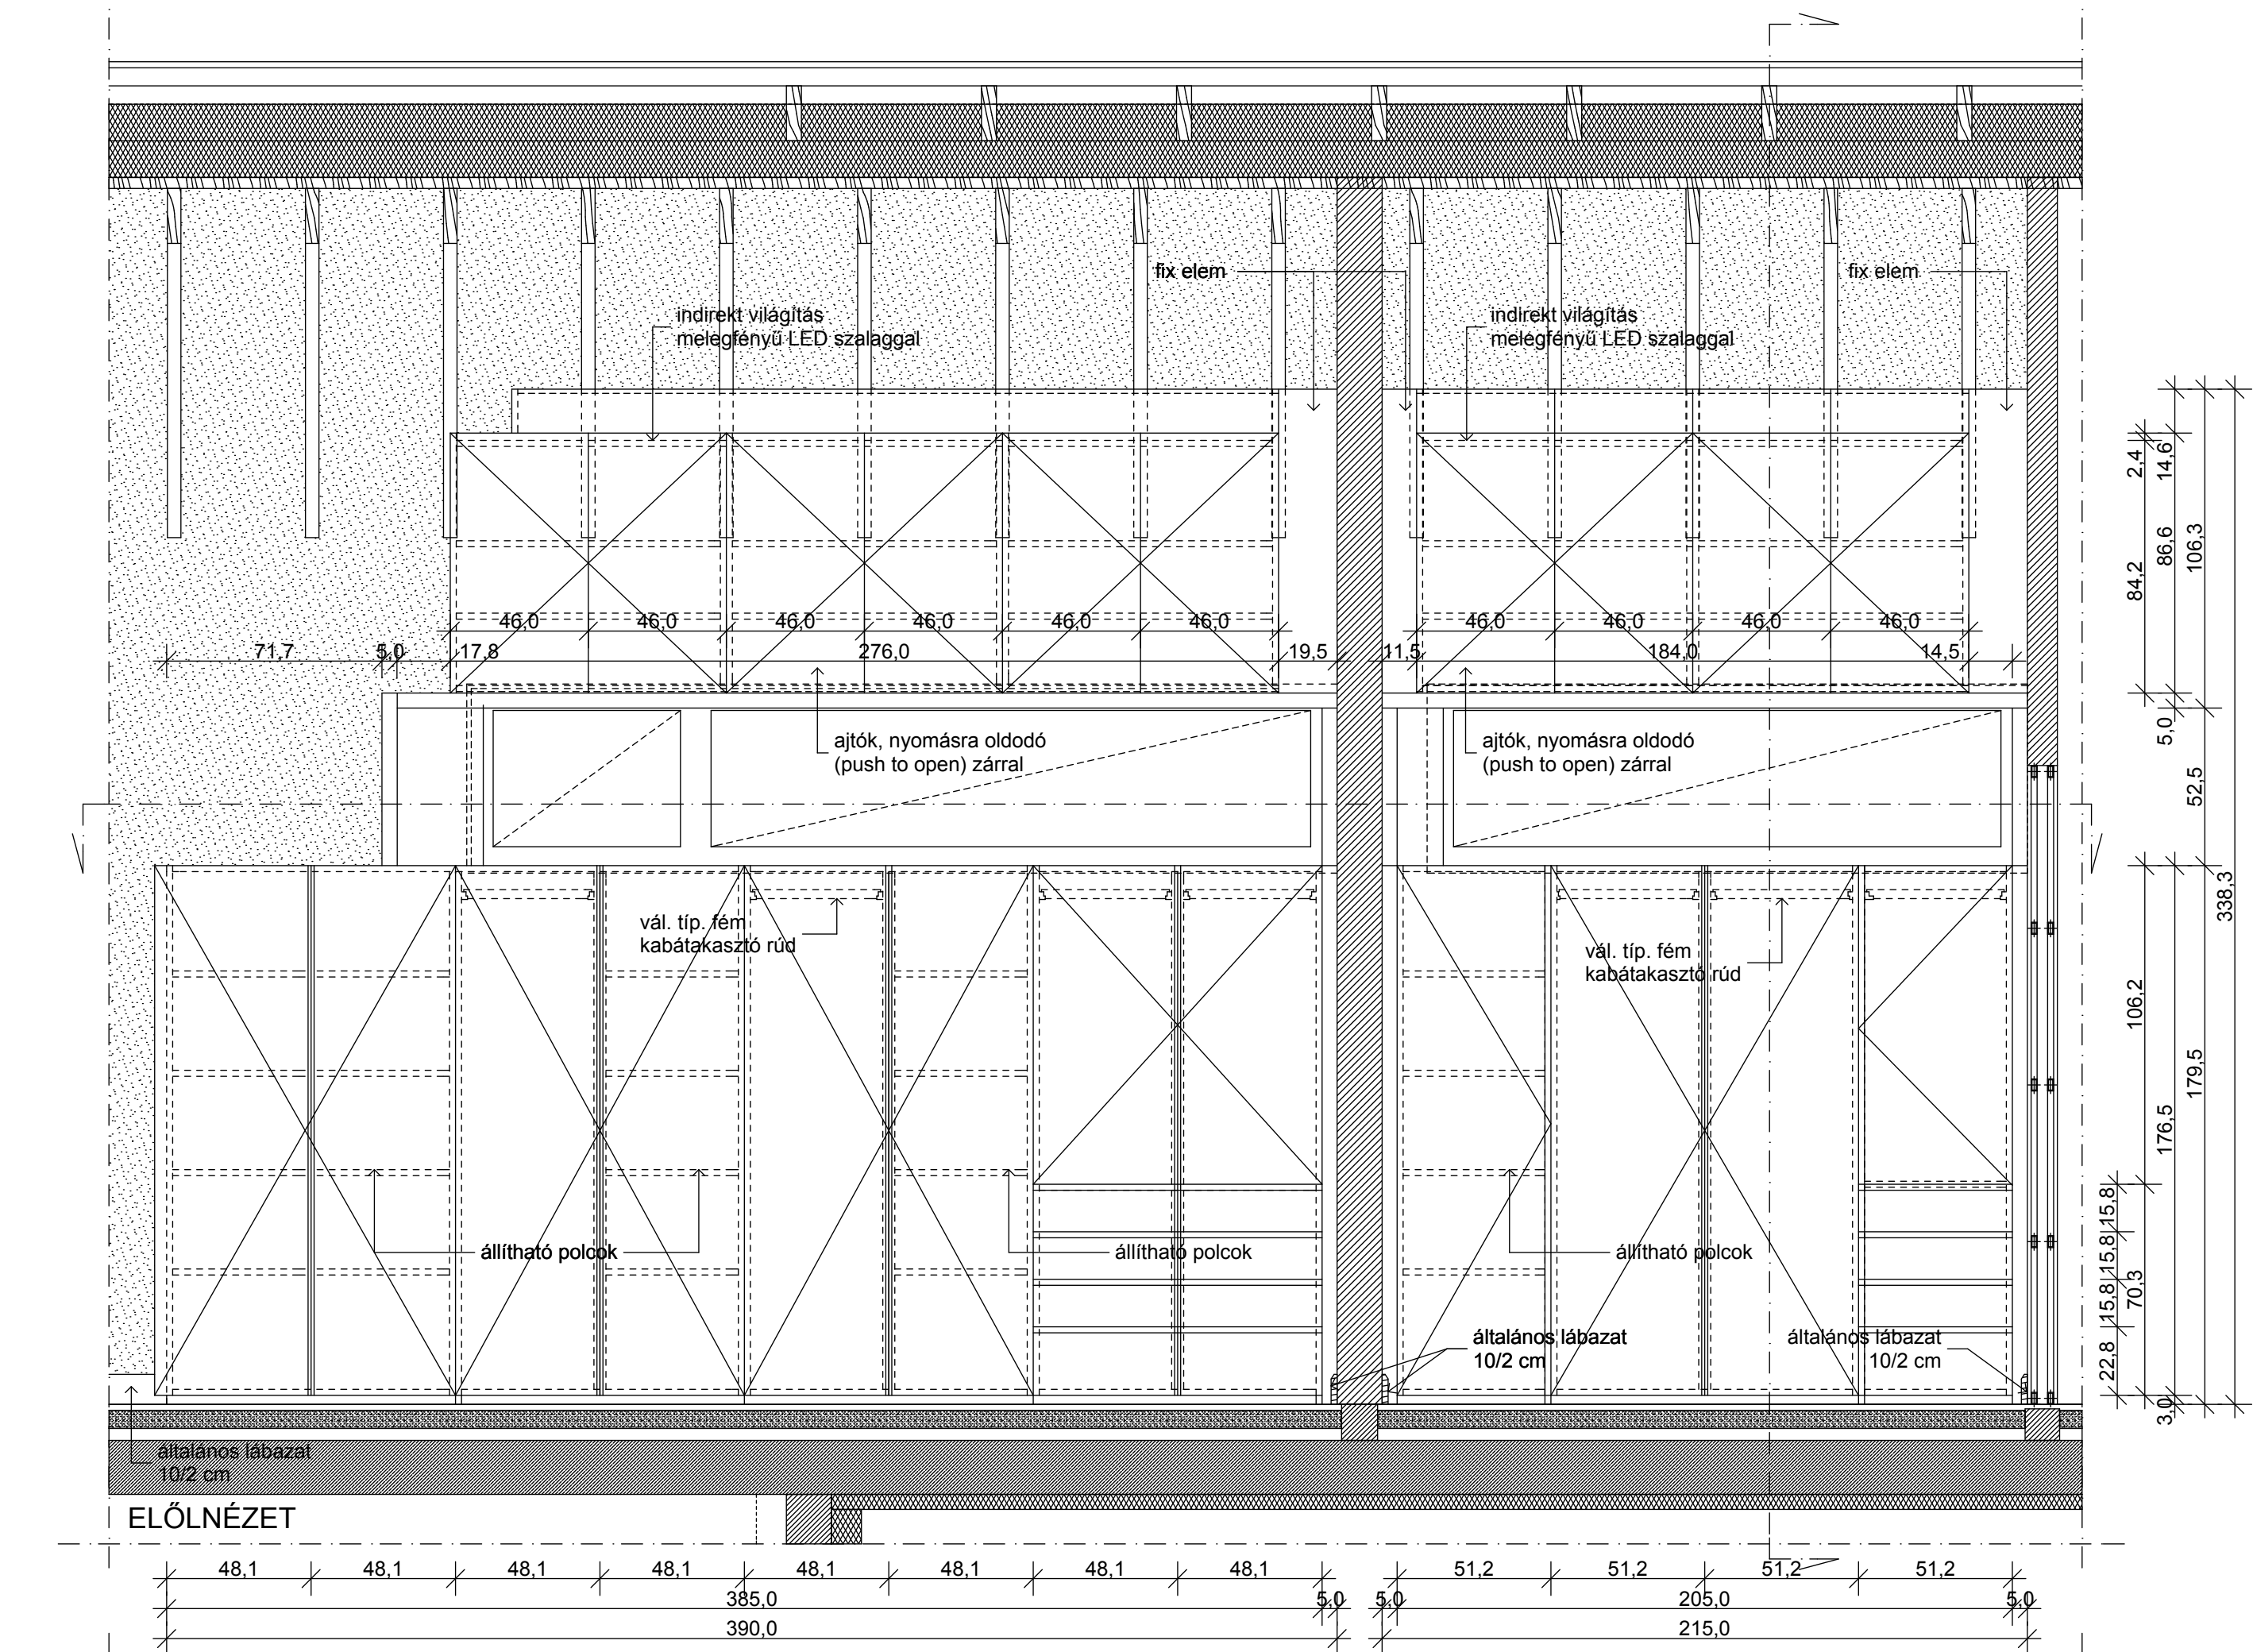 fix elem
fix elem
indirekt világítás
melegfényű LED szalaggal
indirekt világítás
melegfényű LED szalaggal
2,4
14,6
84,2
86,6
106,3
46,0
46,0
46,0
46,0
46,0
46,0
46,0
46,0
46,0
46,0
71,7
5,0
17,8
276,0
19,5
11,5
184,0
14,5
5,0
ajtók, nyomásra oldodó
(push to open) zárral
ajtók, nyomásra oldodó
(push to open) zárral
52,5
338,3
vál. típ. fém
kabátakasztó rúd
vál. típ. fém
kabátakasztó rúd
106,2
179,5
176,5
15,8
15,8
15,8
70,3
22,8
3,0
állítható polcok
állítható polcok
állítható polcok
általános lábazat
10/2 cm
általános lábazat
10/2 cm
általános lábazat
10/2 cm
ELŐLNÉZET
48,1
48,1
48,1
48,1
48,1
48,1
48,1
48,1
51,2
51,2
51,2
51,2
385,0
5,0
5,0
205,0
5,0
390,0
215,0